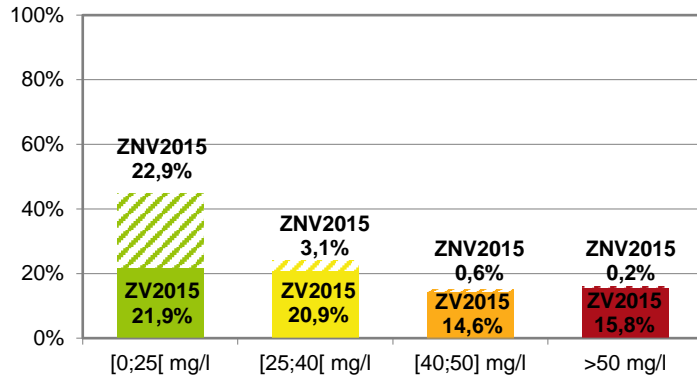 100%
80%
60%
40%
20%
0%
ZNV2015
22,9%
ZV2015
21,9%
ZNV2015
3,1%
ZV2015
20,9%
ZNV2015
0,6%
ZV2015
14,6%
ZNV2015
0,2%
ZV2015
15,8%
[0;25[ mg/l
[25;40[ mg/l
[40;50] mg/l
>50 mg/l